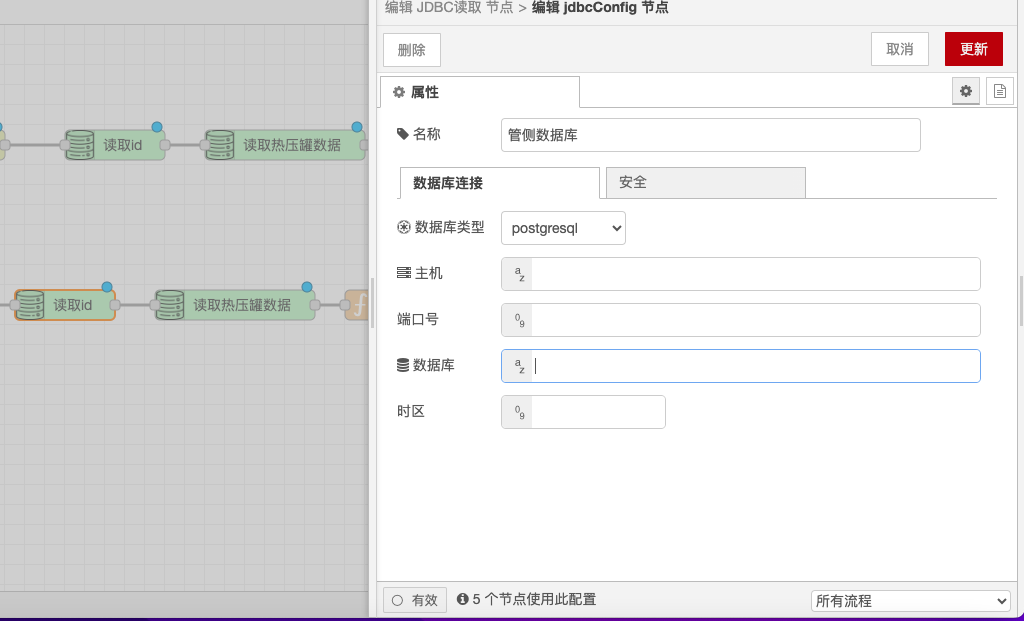 编辑 JDBC读取 节点 > 编辑 jdbcConfig 节点
删除
取消
更新
属性
名称
管侧数据库
数据库连接
安全
数据库类型
postgresql
主机
az
端口号
09
数据库
az
时区
09
有效
5 个节点使用此配置
所有流程
读取id
读取热压罐数据
读取id
读取热压罐数据
f